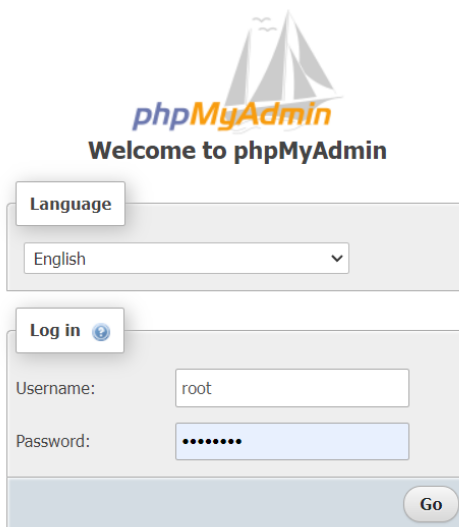 phpMyAdmin
Welcome to phpMyAdmin
Language
English
Log in
Username:
root
Password:
••••••••
Go